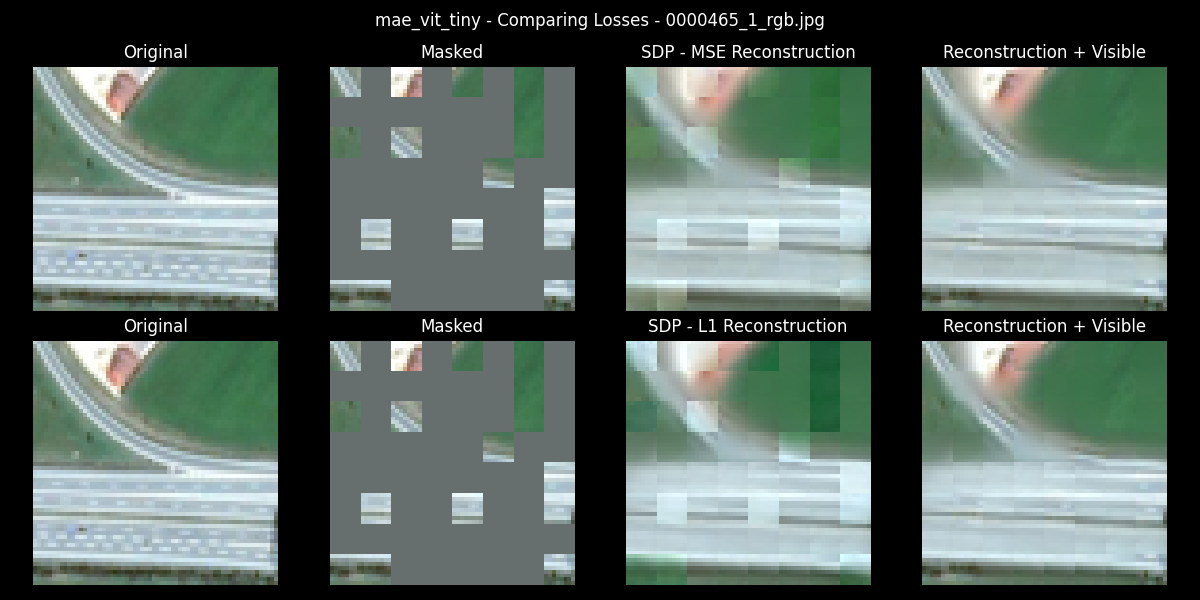 mae_vit_tiny - Comparing Losses - 0000465_1_rgb.jpg
Original
Masked
SDP - MSE Reconstruction
Reconstruction + Visible
Original
Masked
SDP - L1 Reconstruction
Reconstruction + Visible